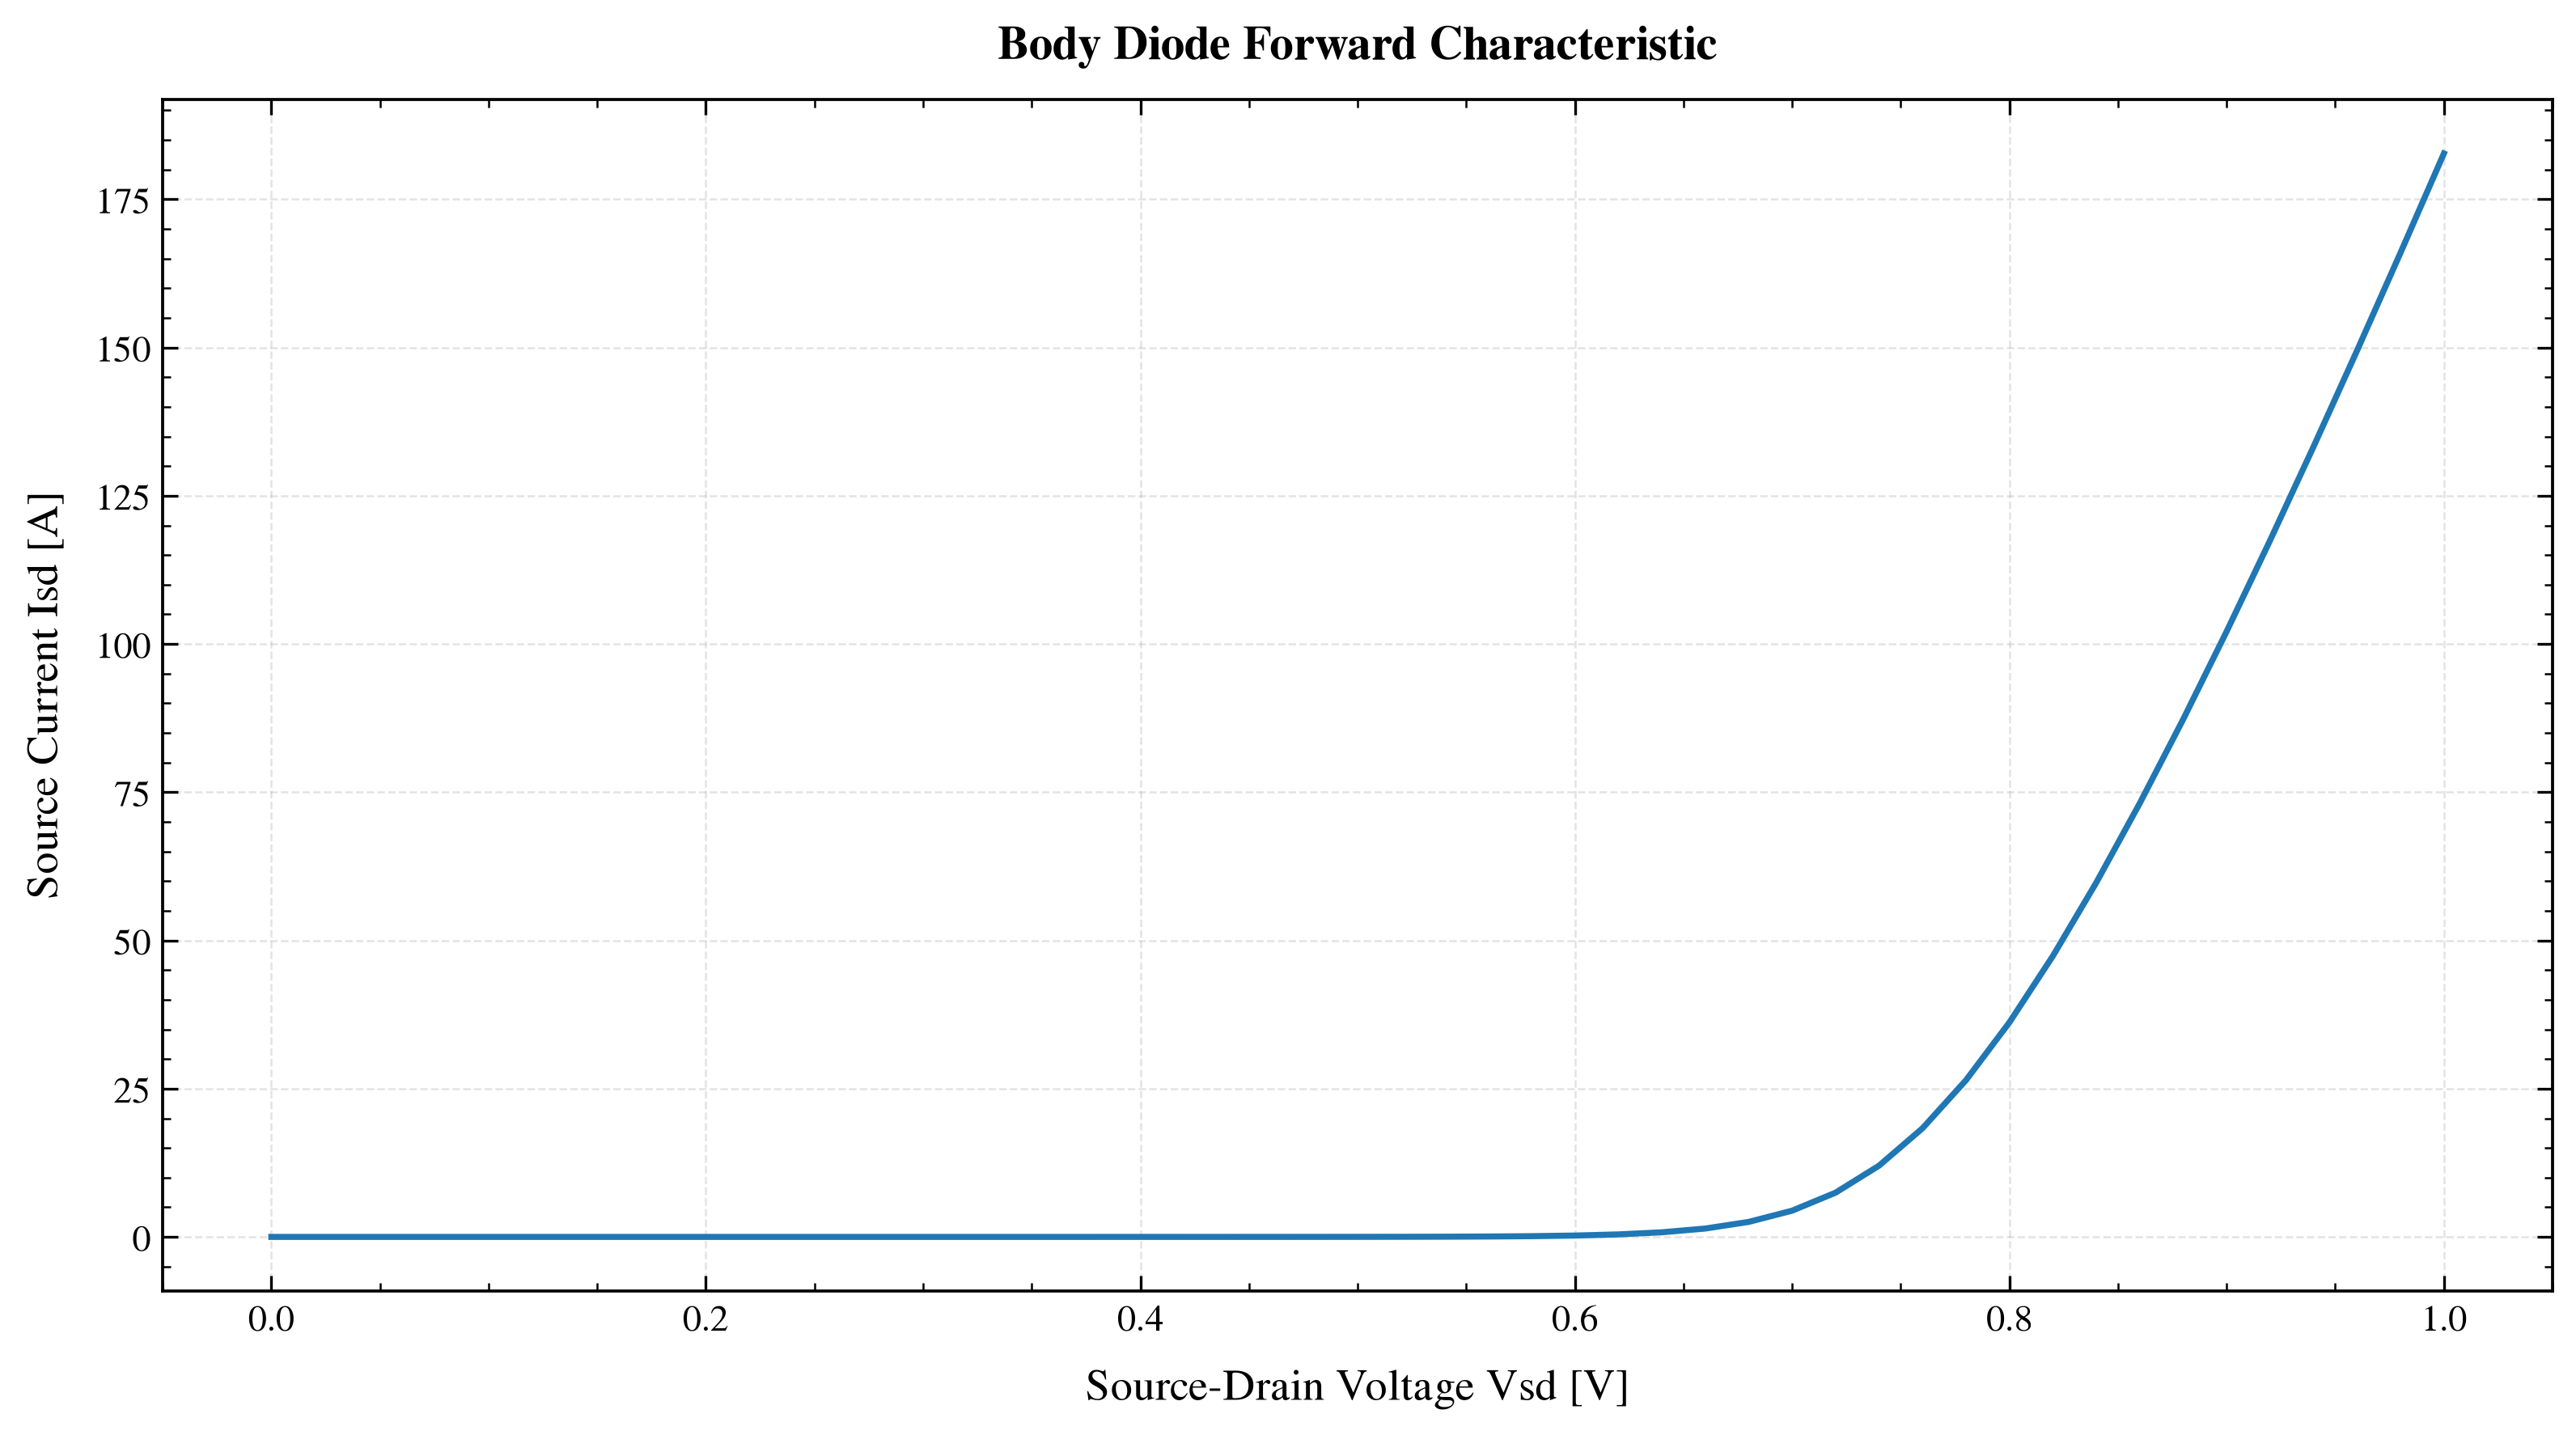 Body Diode Forward Characteristic
Source Current Isd [A]
175
150
125
100
75
50
25
0
0.0 0.2 0.4 0.6 0.8 1.0
Source-Drain Voltage Vsd [V]